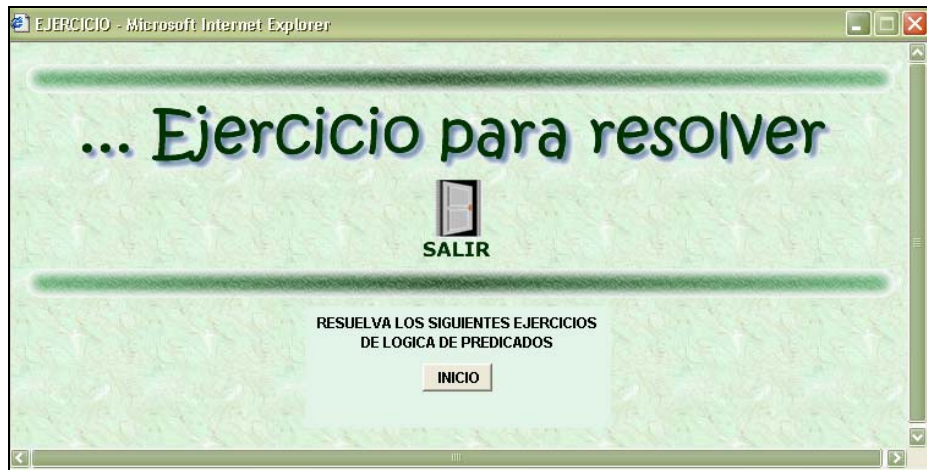 EJERCICIO - Microsoft Internet Explorer
... Ejercicio para resolver
SALIR
RESUELVA LOS SIGUIENTES EJERCICIOS
DE LOGICA DE PREDICADOS
INICIO